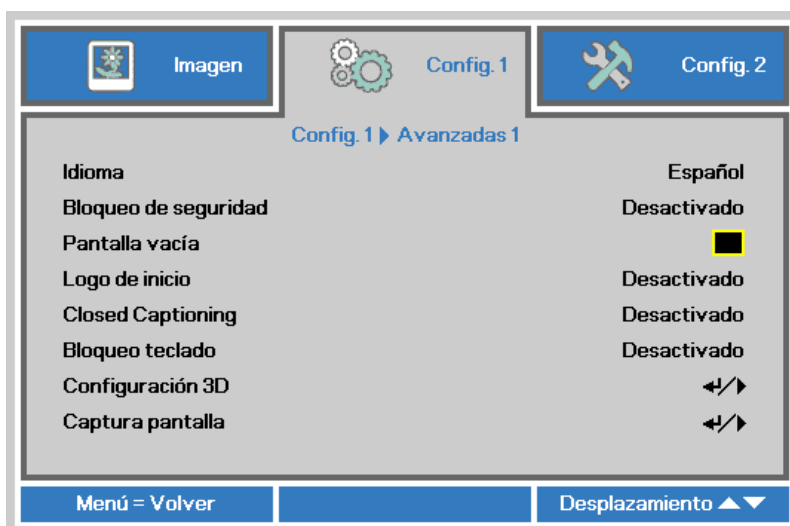 Imagen Config. 1 Config. 2
Config. 1 Avanzadas 1
Idioma Español
Bloqueo de seguridad Desactivado
Pantalla vacía
Logo de inicio Desactivado
Closed Captioning Desactivado
Bloqueo teclado Desactivado
Configuración 3D
Captura pantalla
Menú = Volver Desplazamiento